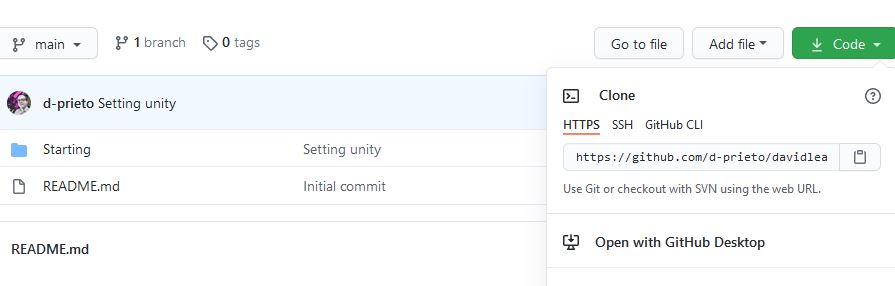 main 1 branch 0 tags Go to file Add file Code
d-prieto Setting unity
Starting Setting unity
README.md Initial commit
README.md
Clone
HTTPS SSH GitHub CLI
https://github.com/d-prieto/davidlea
Use Git or checkout with SVN using the web URL.
Open with GitHub Desktop